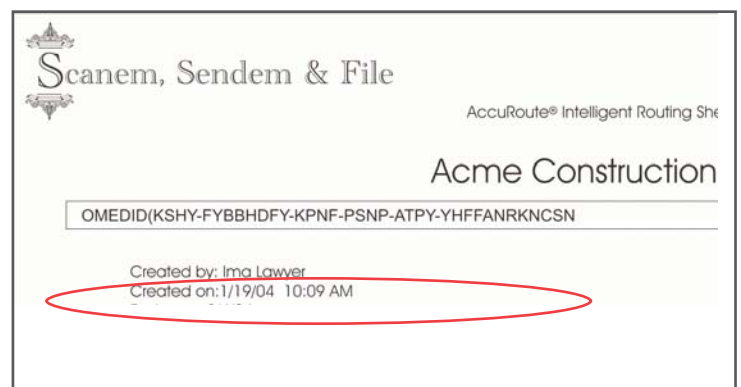 Scanem, Sendem & File
AccuRoute® Intelligent Routing
Acme Construction
OMEDID(KSHY-FYBBHDFY-KPNF-PSNP-ATPY-YHFFANRKNCSN
Created by: Ima Lawyer
Created on:1/19/04 10:09 AM